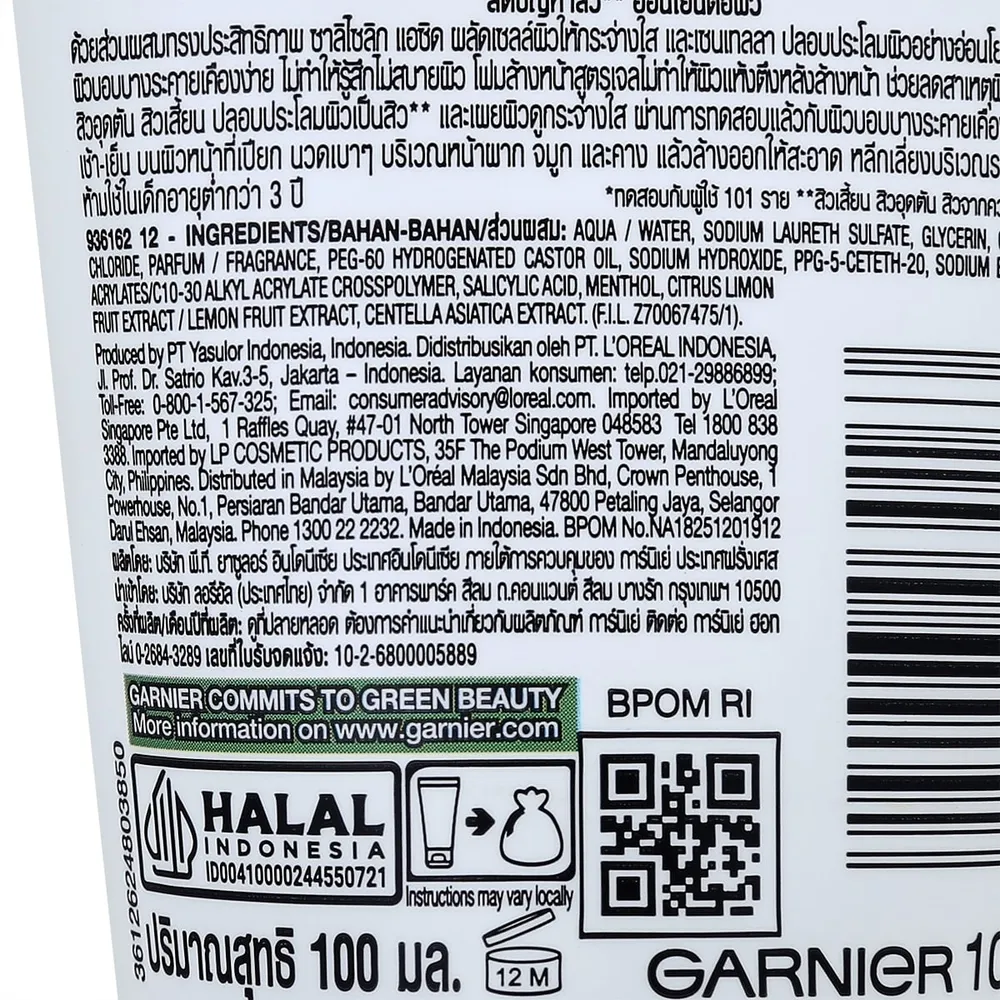 ลดปัญหาสิว** อ่อนโยนต่อผิว
ด้วยส่วนผสมทรงประสิทธิภาพ ซาลิไซลิก แอซิด ผลัดเซลล์ผิวให้กระจ่างใส และเซนเทลลา ปลอบประโลมผิวอย่างอ่อนโย
ผิวบอบบางระคายเคืองง่าย ไม่ทำให้รู้สึกไม่สบายผิว โฟมล้างหน้าสูตรเจลไม่ทำให้ผิวแห้งตึงหลังล้างหน้า ช่วยลดสาเหตุ
สิวอุดตัน สิวเสี้ยน ปลอบประโลมผิวเป็นสิว** และเผยผิวดูกระจ่างใส ผ่านการทดสอบแล้วกับผิวบอบบางระคายเคือ
เช้า-เย็น บนผิวหน้าที่เปียก นวดเบาๆ บริเวณหน้าผาก จมูก และคาง แล้วล้างออกให้สะอาด หลีกเลี่ยงบริเวณร
ห้ามใช้ในเด็กอายุต่ำกว่า 3 ปี *ทดสอบกับผู้ใช้ 101 ราย **สิวเสี้ยน สิวอุดตัน สิวจากคว
936162 12 - INGREDIENTS/BAHAN-BAHAN/ส่วนผสม: AQUA / WATER, SODIUM LAURETH SULFATE, GLYCERIN,
CHLORIDE, PARFUM / FRAGRANCE, PEG-60 HYDROGENATED CASTOR OIL, SODIUM HYDROXIDE, PPG-5-CETETH-20, SODIUM
ACRYLATES/C10-30 ALKYL ACRYLATE CROSSPOLYMER, SALICYLIC ACID, MENTHOL, CITRUS LIMON
FRUIT EXTRACT / LEMON FRUIT EXTRACT, CENTELLA ASIATICA EXTRACT. (F.I.L. Z70067475/1).
Produced by PT Yasulor Indonesia, Indonesia. Didistribusikan oleh PT. L'OREAL INDONESIA,
Jl. Prof. Dr. Satrio Kav.3-5, Jakarta – Indonesia. Layanan konsumen: telp.021-29886899;
Toll-Free: 0-800-1-567-325; Email: consumeradvisory@loreal.com. Imported by L'Oreal
Singapore Pte Ltd, 1 Raffles Quay, #47-01 North Tower Singapore 048583 Tel 1800 838
3388. Imported by LP COSMETIC PRODUCTS, 35F The Podium West Tower, Mandaluyong
City, Philippines. Distributed in Malaysia by L'Oréal Malaysia Sdn Bhd, Crown Penthouse, 1
Powerhouse, No.1, Persiaran Bandar Utama, Bandar Utama, 47800 Petaling Jaya, Selangor
Darul Ehsan, Malaysia. Phone 1300 22 2232. Made in Indonesia. BPOM No.NA18251201912
ผลิตโดย: บริษัท พี.ที. ยาซูลอร์ อินโดนีเซีย ประเทศอินโดนีเซีย ภายใต้การควบคุมของ การ์นิเย่ ประเทศฝรั่งเศส
นำเข้าโดย: บริษัท ลอรีอัล (ประเทศไทย) จำกัด 1 อาคารพาร์ค สีลม ถ.คอนแวนต์ สีลม บางรัก กรุงเทพฯ 10500
ครั้งที่ผลิต/เดือนปีที่ผลิต: ดูที่ปลายหลอด ต้องการคำแนะนำเกี่ยวกับผลิตภัณฑ์ การ์นิเย่ ติดต่อ การ์นิเย่ ฮอท
ไลน์ 0-2684-3289 เลขที่ใบรับจดแจ้ง: 10-2-6800005889
GARNIER COMMITS TO GREEN BEAUTY
More information on www.garnier.com
BPOM RI
3612624803850
HALAL
INDONESIA
ID00410000244550721
Instructions may vary locally
ปริมาณสุทธิ 100 มล.
12 M
GARNIER 10